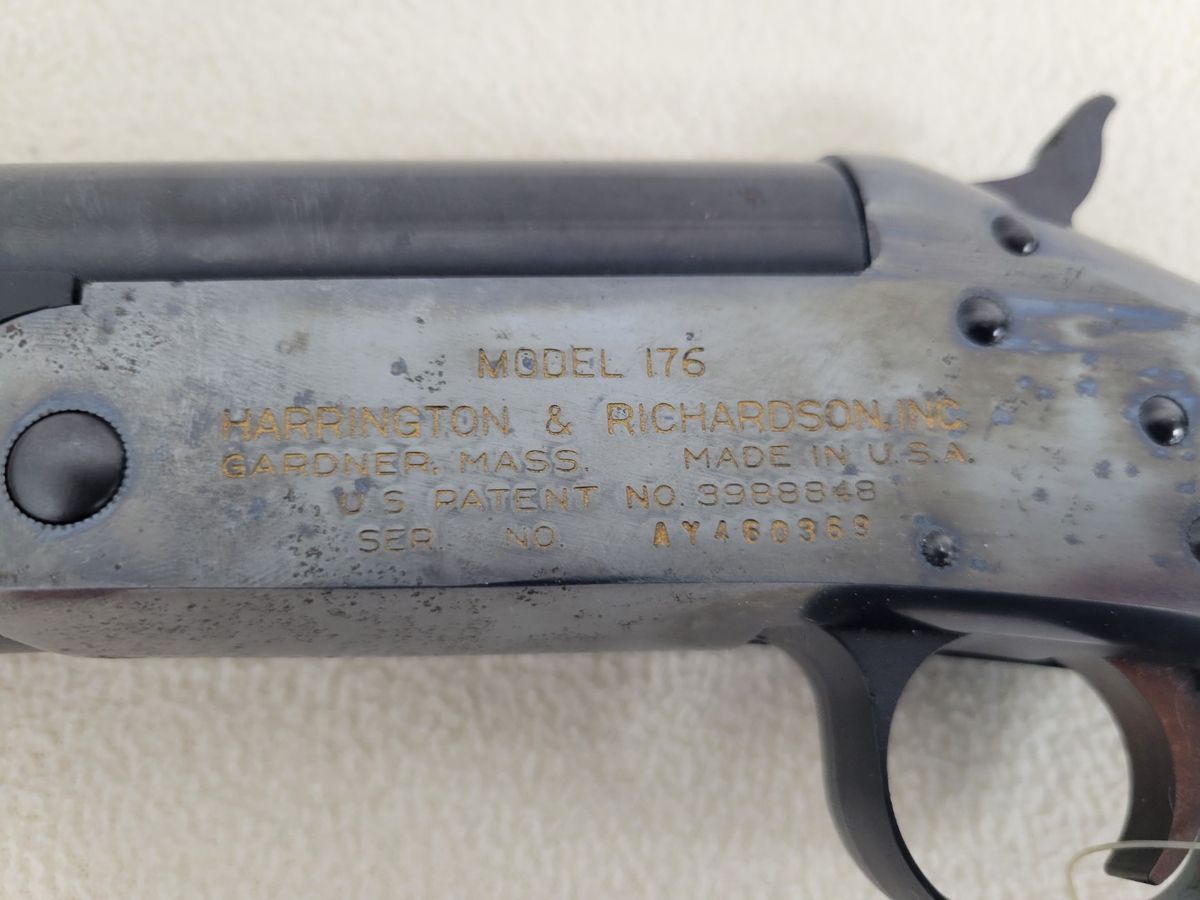 MODEL 176
HARRINGTON & RICHARDSON, INC.
GARDNER, MASS. MADE IN U.S.A.
U S PATENT NO. 3988848
SER. NO. AY460369